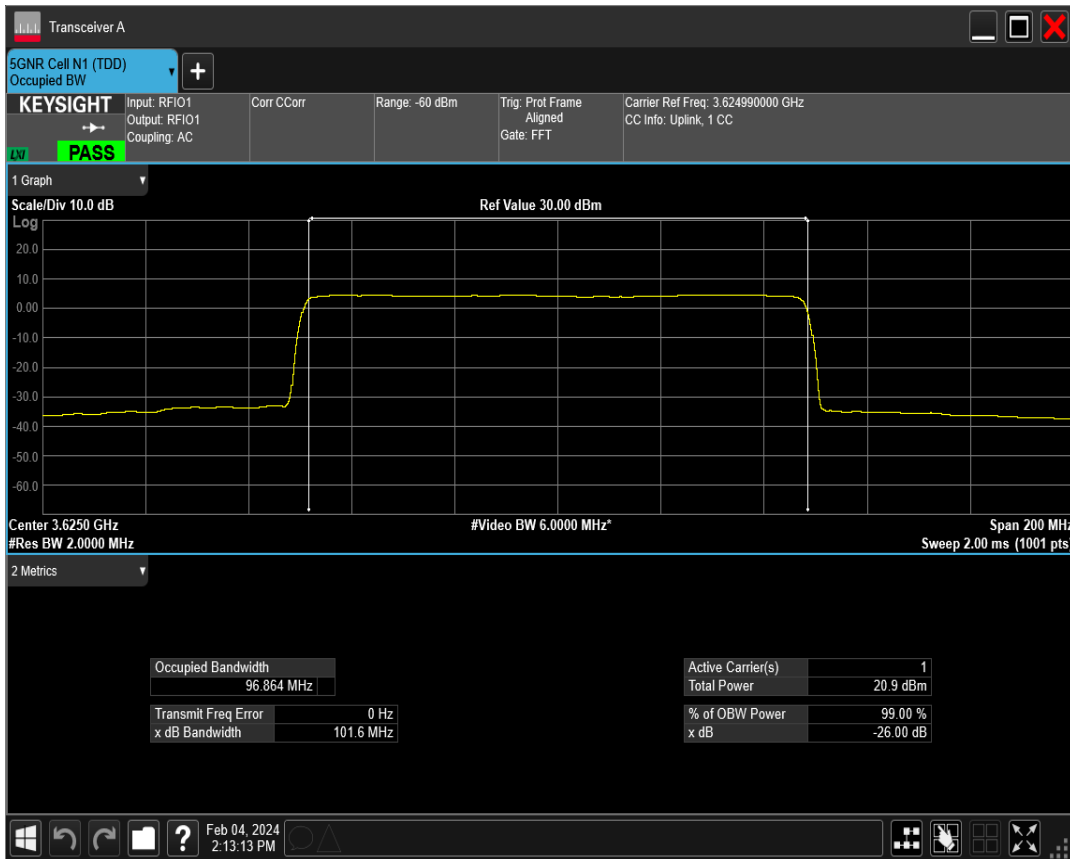 Transceiver A
5GNR Cell N1 (TDD)
Occupied BW
+
KEYSIGHT
LXI
PASS
Input: RFIO1
Output: RFIO1
Coupling: AC
Corr CCorr
Range: -60 dBm
Trig: Prot Frame
Aligned
Gate: FFT
Carrier Ref Freq: 3.624990000 GHz
CC Info: Uplink, 1 CC
1 Graph
Scale/Div 10.0 dB
Ref Value 30.00 dBm
Log
20.0
10.0
0.00
-10.0
-20.0
-30.0
-40.0
-50.0
-60.0
Center 3.6250 GHz
#Video BW 6.0000 MHz*
Span 200 MHz
#Res BW 2.0000 MHz
Sweep 2.00 ms (1001 pts)
2 Metrics
Occupied Bandwidth
96.864 MHz
Transmit Freq Error 0 Hz
x dB Bandwidth 101.6 MHz
Active Carrier(s) 1
Total Power 20.9 dBm
% of OBW Power 99.00 %
x dB -26.00 dB
?
Feb 04, 2024
2:13:13 PM